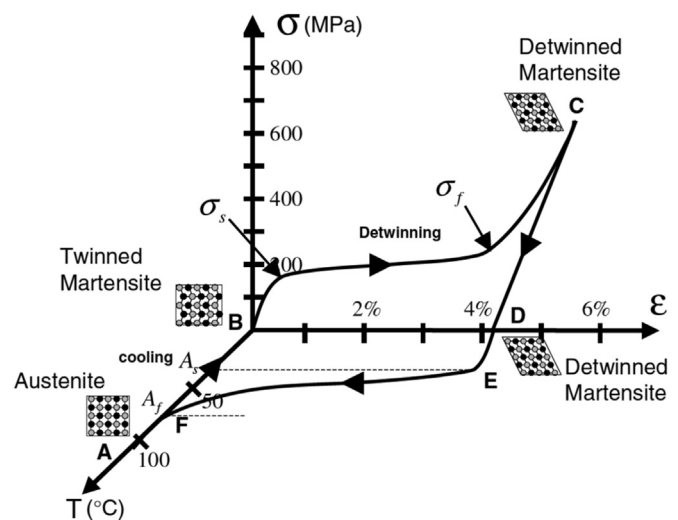 σ (MPa)
Detwinned
Martensite
C
800
600
400
σf
σs
Detwinning
200
Twinned
Martensite
B
2%
4%
6%
ε
D
cooling
As
E
Detwinned
Martensite
Austenite
Af
50
F
A
100
T (°C)